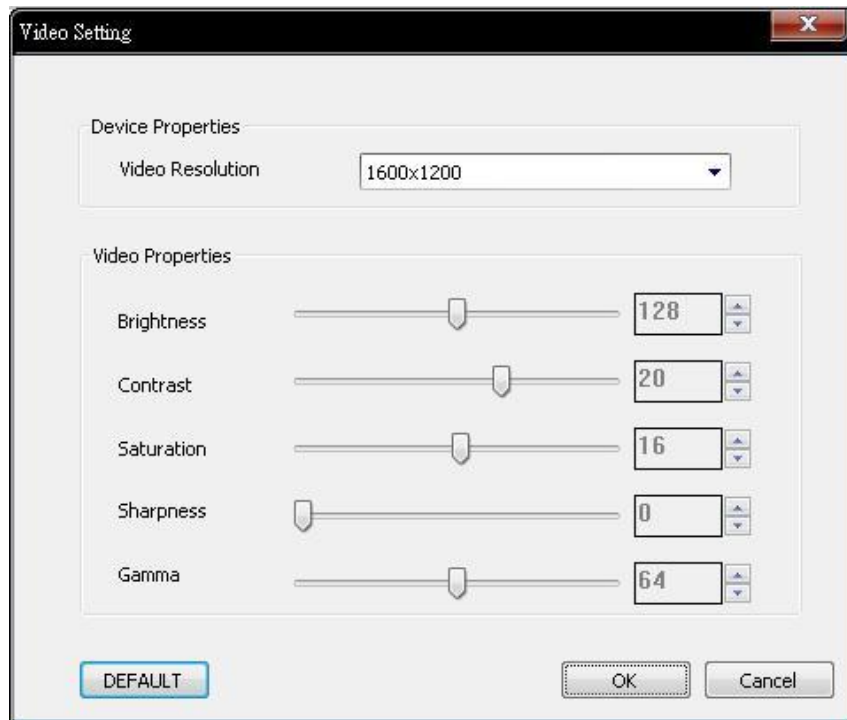 Video Setting
Device Properties
Video Resolution 1600x1200
Video Properties
Brightness 128
Contrast 20
Saturation 16
Sharpness 0
Gamma 64
DEFAULT OK Cancel